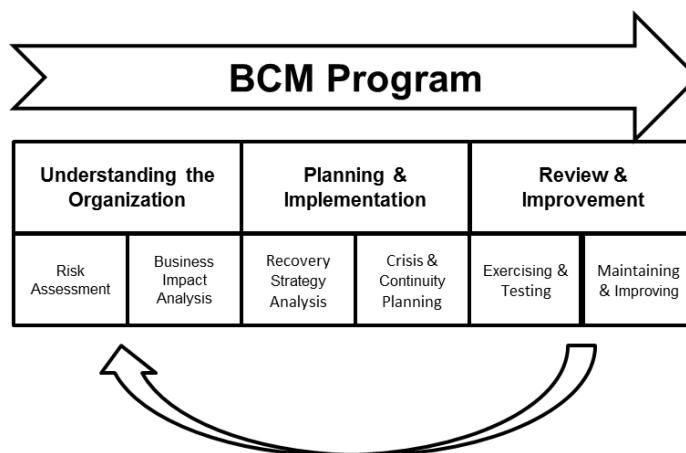 BCM Program
Understanding the
Organization
Planning &
Implementation
Review &
Improvement
Risk
Assessment
Business
Impact
Analysis
Recovery
Strategy
Analysis
Crisis &
Continuity
Planning
Exercising &
Testing
Maintaining
& Improving